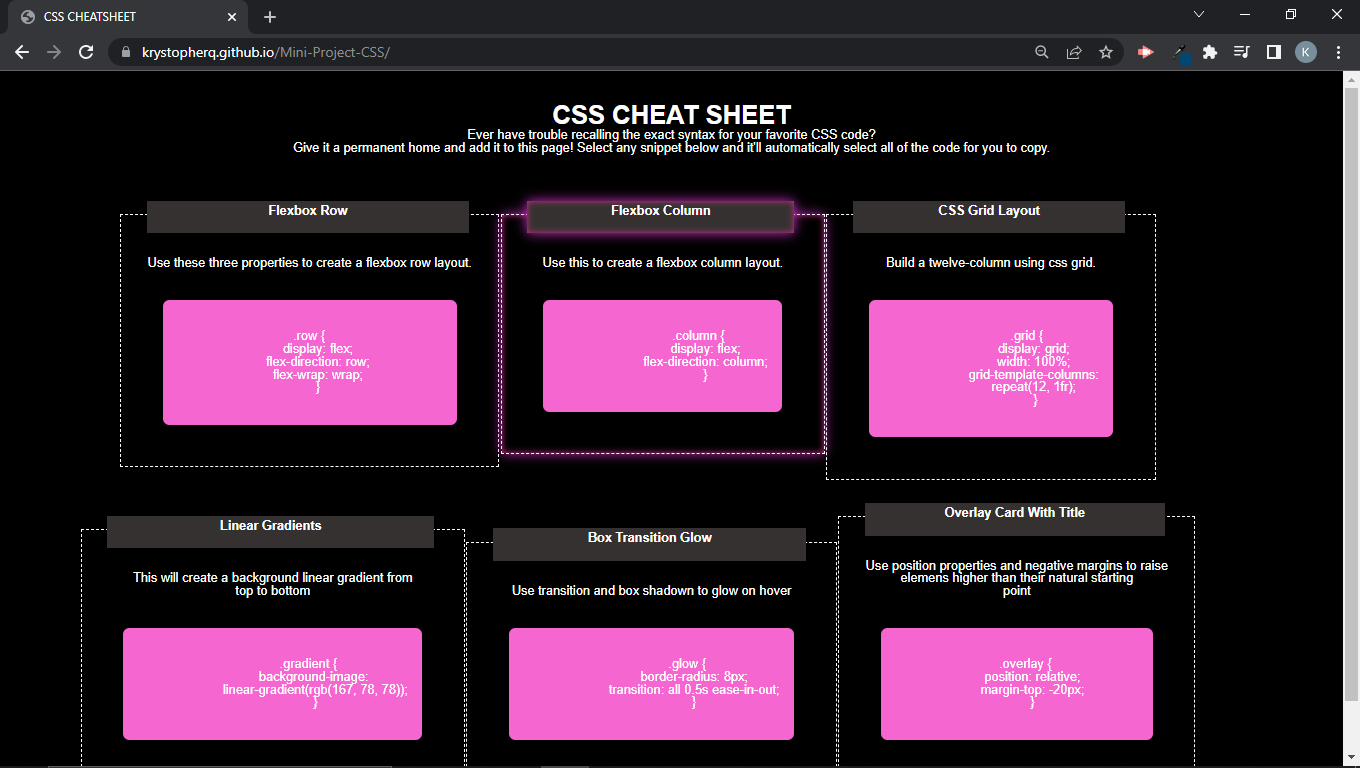 CSS CHEATSHEET
krystopherq.github.io/Mini-Project-CSS/
K
CSS CHEAT SHEET
Ever have trouble recalling the exact syntax for your favorite CSS code?
Give it a permanent home and add it to this page! Select any snippet below and it'll automatically select all of the code for you to copy.
Flexbox Row
Use these three properties to create a flexbox row layout.
.row {
display: flex;
flex-direction: row;
flex-wrap: wrap;
}
Flexbox Column
Use this to create a flexbox column layout.
.column {
display: flex;
flex-direction: column;
}
CSS Grid Layout
Build a twelve-column using css grid.
.grid {
display: grid;
width: 100%;
grid-template-columns:
repeat(12, 1fr);
}
Linear Gradients
This will create a background linear gradient from
top to bottom
.gradient {
background-image:
linear-gradient(rgb(167, 78, 78));
}
Box Transition Glow
Use transition and box shadown to glow on hover
.glow {
border-radius: 8px;
transition: all 0.5s ease-in-out;
}
Overlay Card With Title
Use position properties and negative margins to raise
elemens higher than their natural starting
point
.overlay {
position: relative;
margin-top: -20px;
}